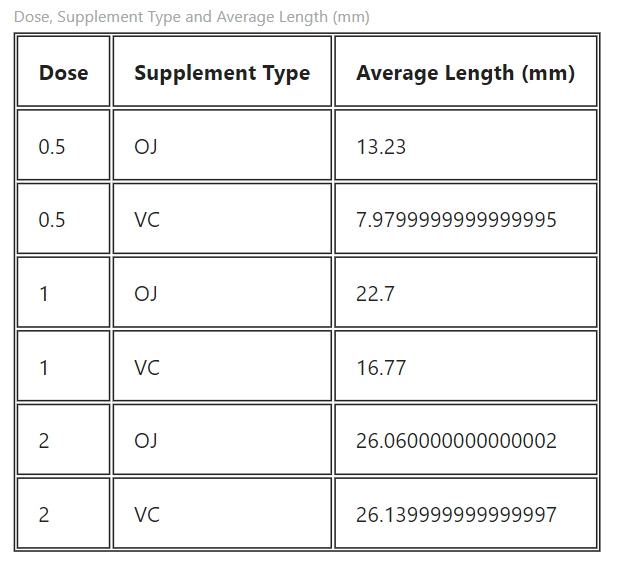 Dose, Supplement Type and Average Length (mm)
Dose Supplement Type Average Length (mm)
0.5 OJ 13.23
0.5 VC 7.9799999999999995
1 OJ 22.7
1 VC 16.77
2 OJ 26.060000000000002
2 VC 26.139999999999997